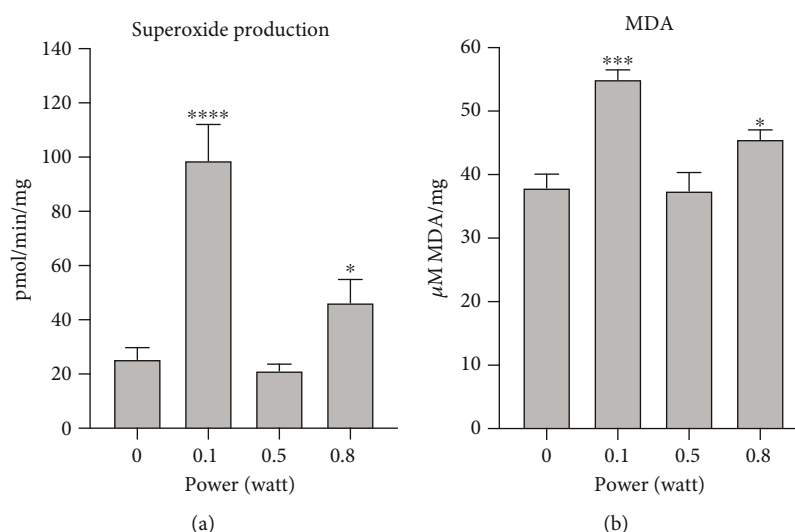 Superoxide production
140
120
100
80
60
40
20
0
pmol/min/mg
****
*
0 0.1 0.5 0.8
Power (watt)
(a)
MDA
60
50
40
30
20
10
0
μM MDA/mg
***
*
0 0.1 0.5 0.8
Power (watt)
(b)